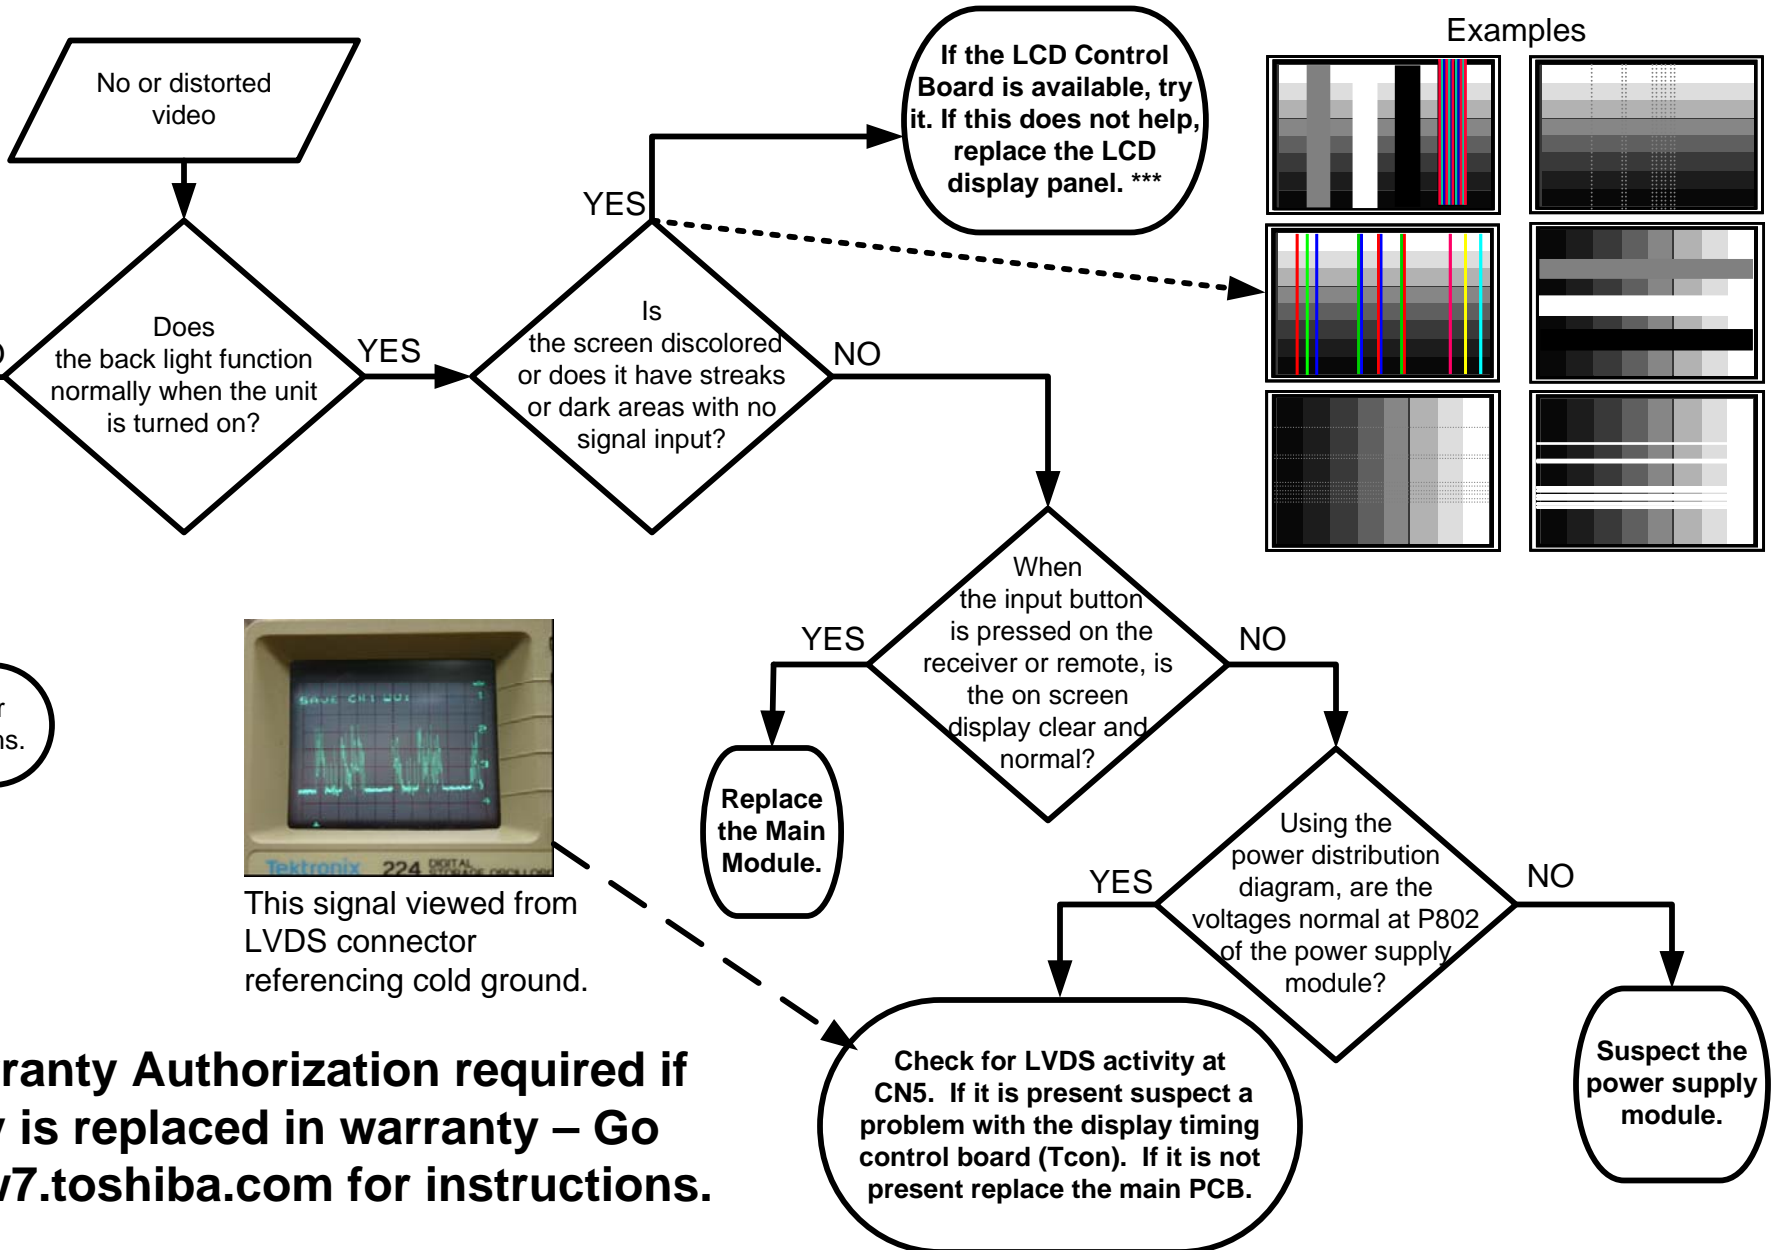 Examples
No or distorted
video
If the LCD Control
Board is available, try
it. If this does not help,
replace the LCD
display panel. ***
YES
Does
the back light function
normally when the unit
is turned on?
YES
Is
the screen discolored
or does it have streaks
or dark areas with no
signal input?
NO
When
the input button
is pressed on the
receiver or remote, is
the on screen
display clear and
normal?
YES
NO
ns.
Replace
the Main
Module.
Using the
power distribution
diagram, are the
voltages normal at P802
of the power supply
module?
YES
NO
SAVE CH1
Tektronix 224 DIGITAL
STORAGE
This signal viewed from
LVDS connector
referencing cold ground.
Check for LVDS activity at
CN5. If it is present suspect a
problem with the display timing
control board (Tcon). If it is not
present replace the main PCB.
Suspect the
power supply
module.
rranty Authorization required if
y is replaced in warranty – Go
v7.toshiba.com for instructions.